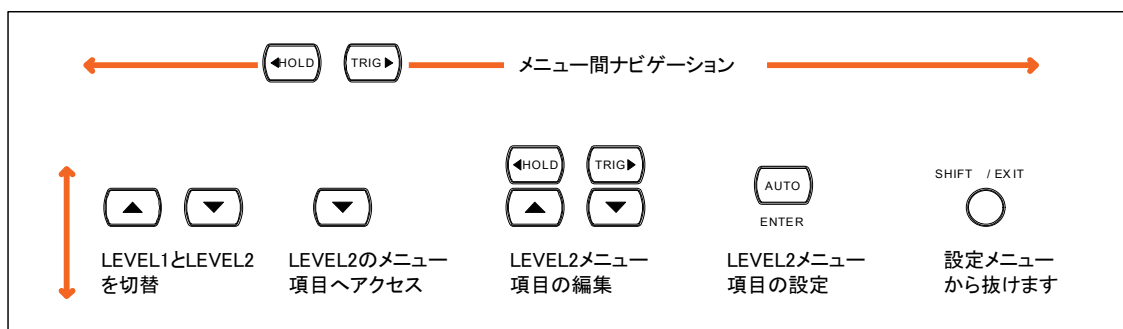 ◀HOLD TRIG▶ メニュー間ナビゲーション
◀HOLD TRIG▶
AUTO
ENTER
SHIFT / EXIT
LEVEL1とLEVEL2
を切替
LEVEL2のメニュー
項目へアクセス
LEVEL2メニュー
項目の編集
LEVEL2メニュー
項目の設定
設定メニュー
から抜けます